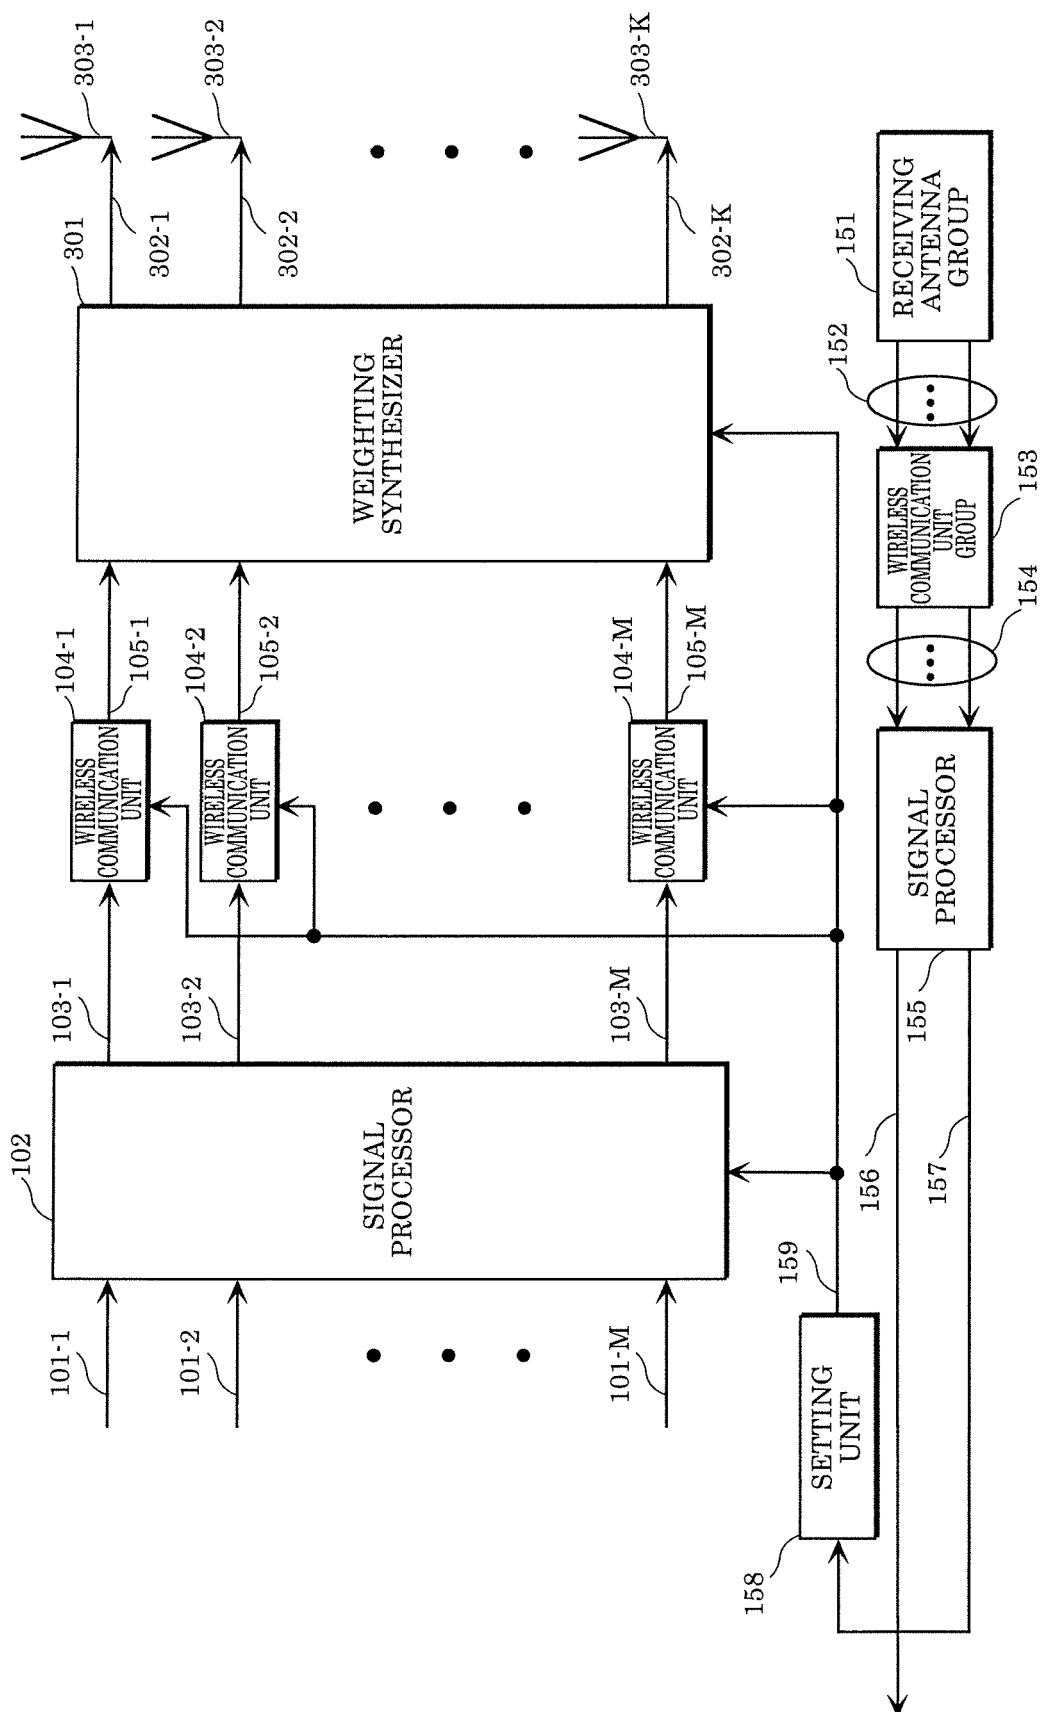 303-1
303-2
303-K
302-1
302-2
302-K
301
WEIGHTING
SYNTHESIZER
104-1
105-1
104-2
105-2
104-M
105-M
WIRELESS
COMMUNICATION
UNIT
WIRELESS
COMMUNICATION
UNIT
WIRELESS
COMMUNICATION
UNIT
103-1
103-2
103-M
102
SIGNAL
PROCESSOR
101-1
101-2
101-M
151
RECEIVING
ANTENNA
GROUP
152
WIRELESS
COMMUNICATION
UNIT
GROUP
153
154
SIGNAL
PROCESSOR
155
156
157
159
SETTING
UNIT
158